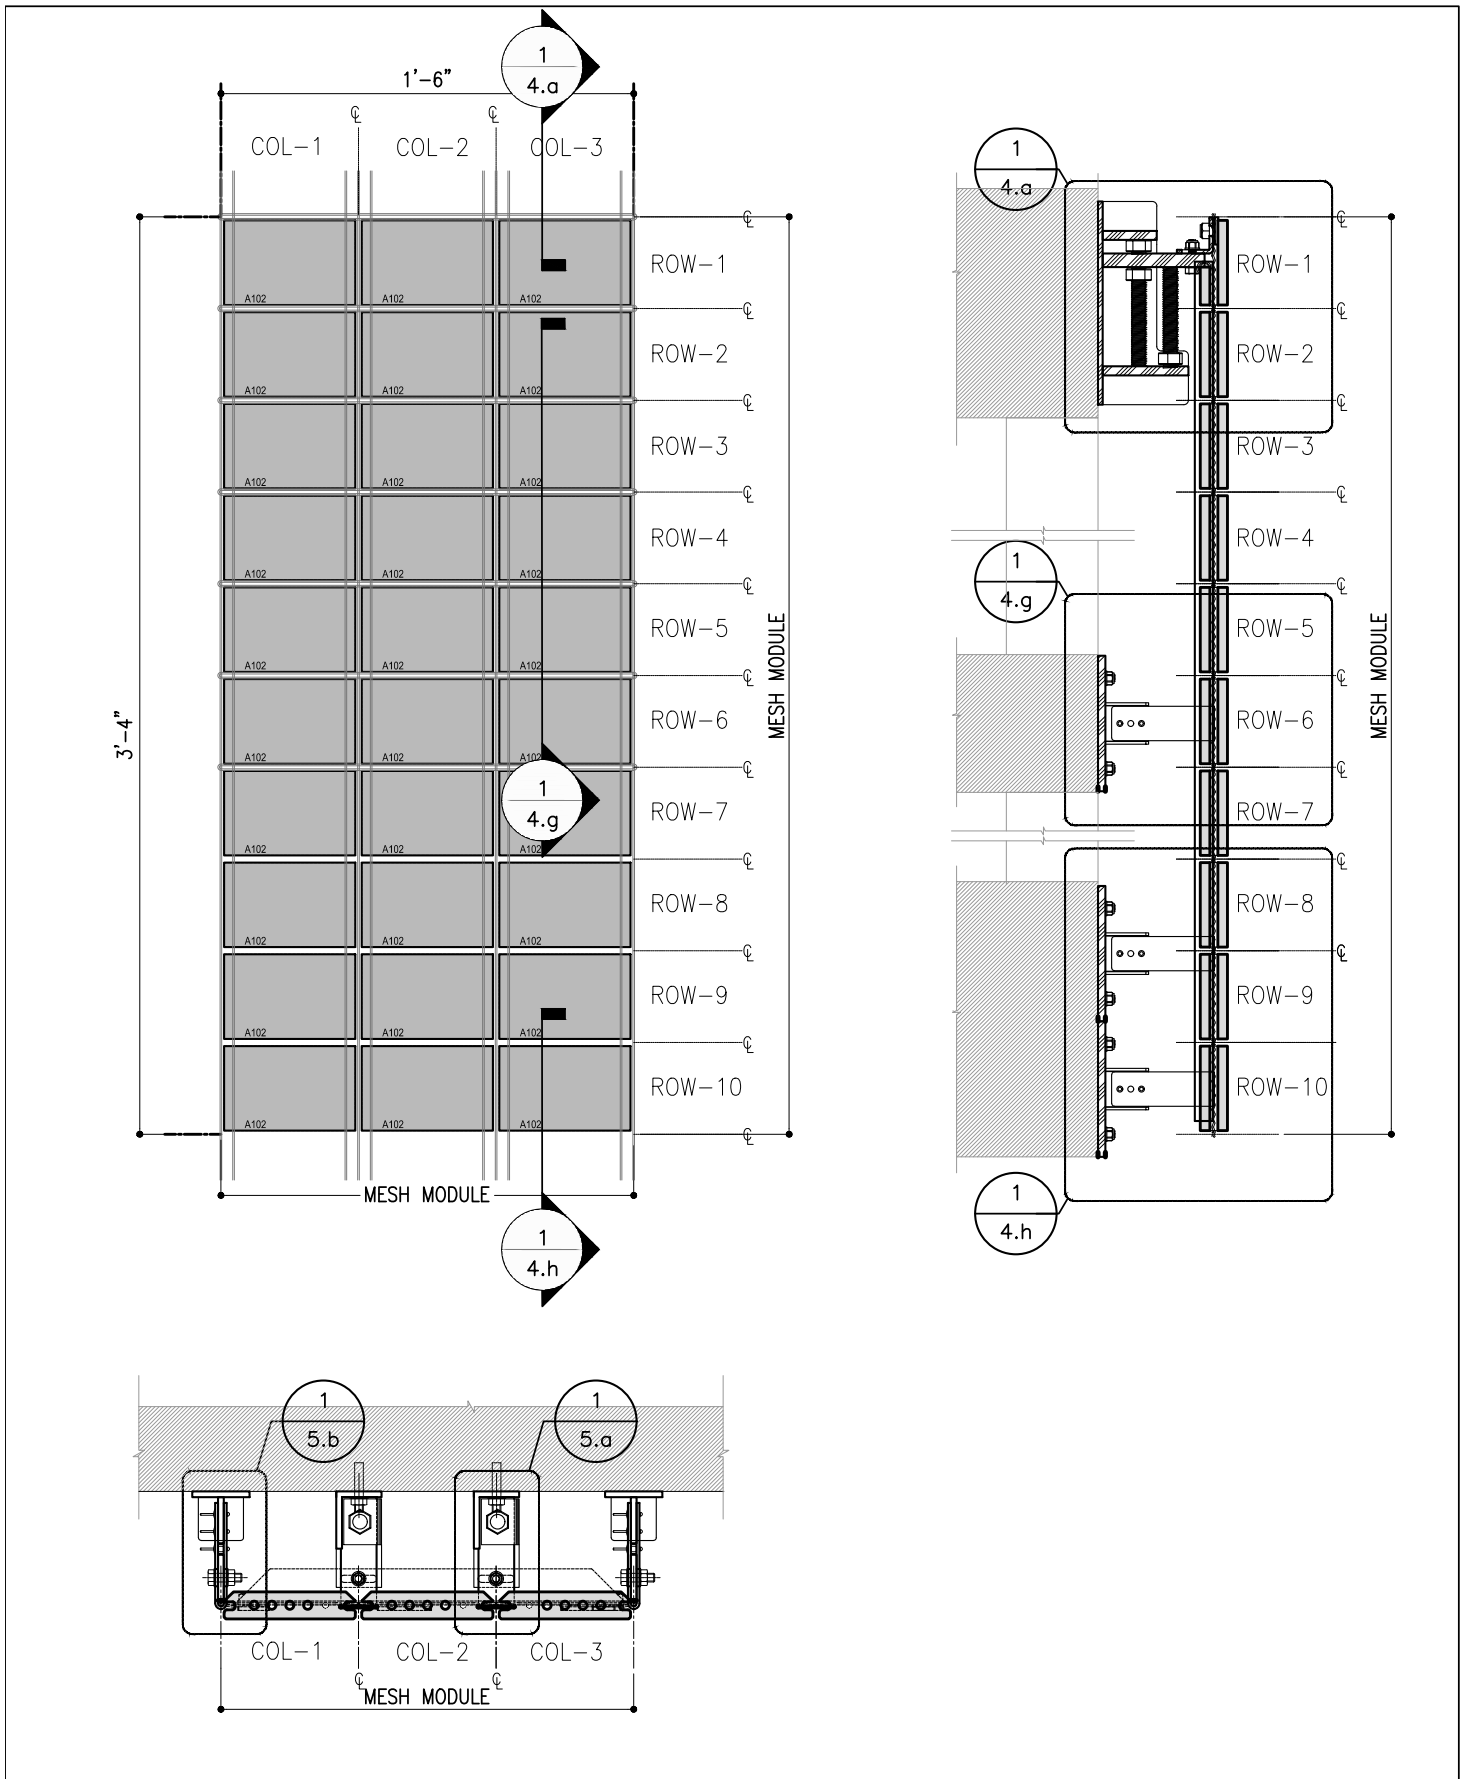 1
4.a
1'-6"
℄ ℄
COL-1 COL-2 COL-3
℄
ROW-1
A102 A102 A102
℄
ROW-2
A102 A102 A102
℄
ROW-3
A102 A102 A102
℄
ROW-4
A102 A102 A102
℄
ROW-5
A102 A102 A102
℄
ROW-6
A102 A102 A102
℄
ROW-7
A102 A102 A102
℄
ROW-8
A102 A102 A102
℄
ROW-9
A102 A102 A102
℄
ROW-10
A102 A102 A102
℄
3'-4"
MESH MODULE
1
4.g
MESH MODULE
1
4.h
1
4.a
℄
ROW-1
℄
ROW-2
℄
ROW-3
℄
ROW-4
1
4.g
℄
ROW-5
℄
ROW-6
℄
ROW-7
℄
ROW-8
℄
ROW-9
ROW-10
MESH MODULE
1
4.h
1
5.b
1
5.a
COL-1 COL-2 COL-3
℄ ℄
MESH MODULE